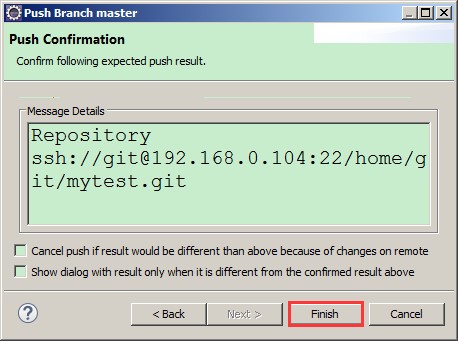 Push Branch master
Push Confirmation
Confirm following expected push result.
Message Details
Repository
ssh://git@192.168.0.104:22/home/g
it/mytest.git
Cancel push if result would be different than above because of changes on remote
Show dialog with result only when it is different from the confirmed result above
?
< Back
Next >
Finish
Cancel